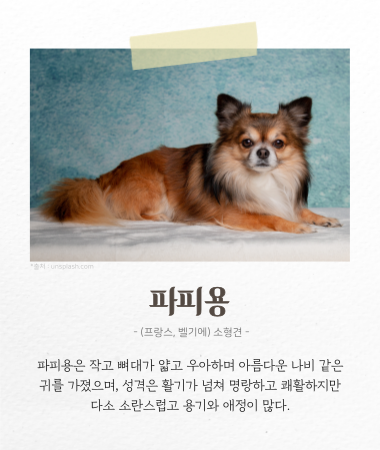 *출처 : unsplash.com
파피용
- (프랑스, 벨기에) 소형견 -
파피용은 작고 뼈대가 얇고 우아하며 아름다운 나비 같은
귀를 가졌으며, 성격은 활기가 넘쳐 명랑하고 쾌활하지만
다소 소란스럽고 용기와 애정이 많다.